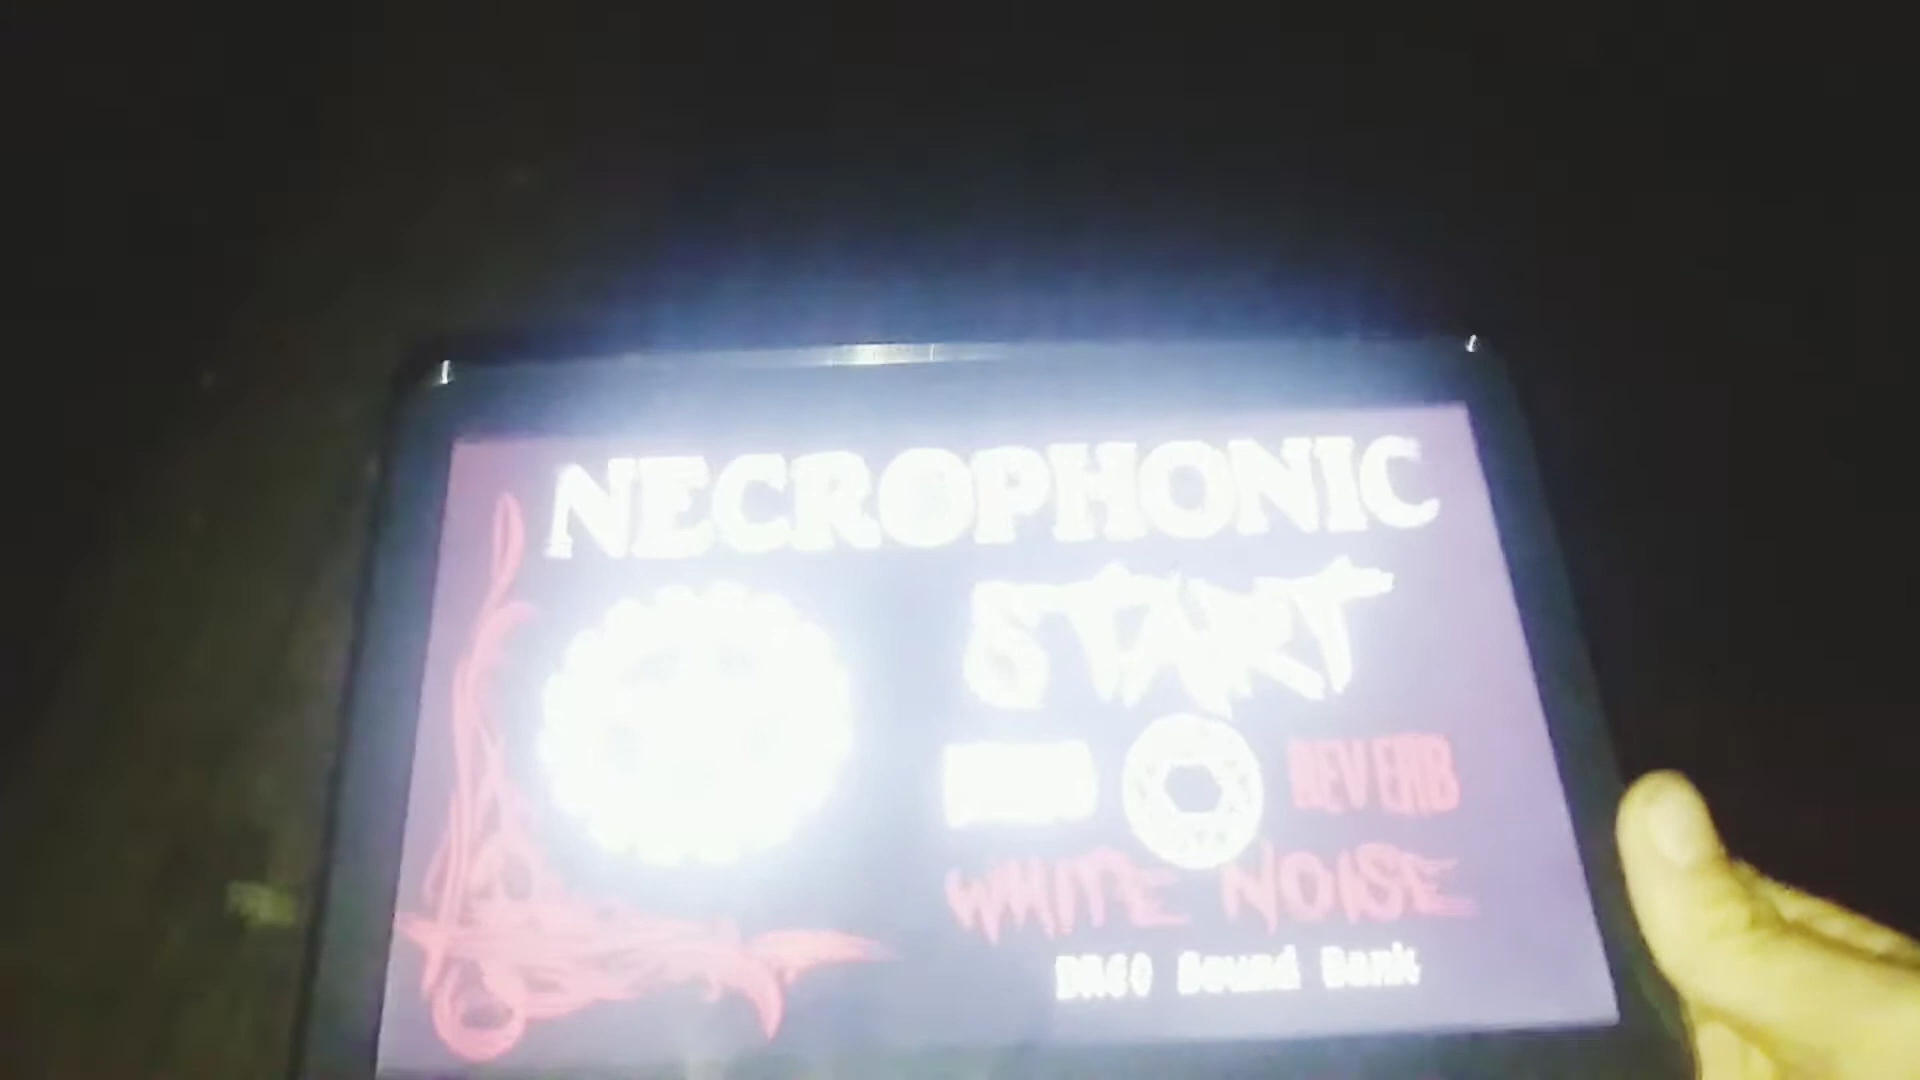 NECROPHONIC
START
REVERB
WHITE NOISE
Sound Bank